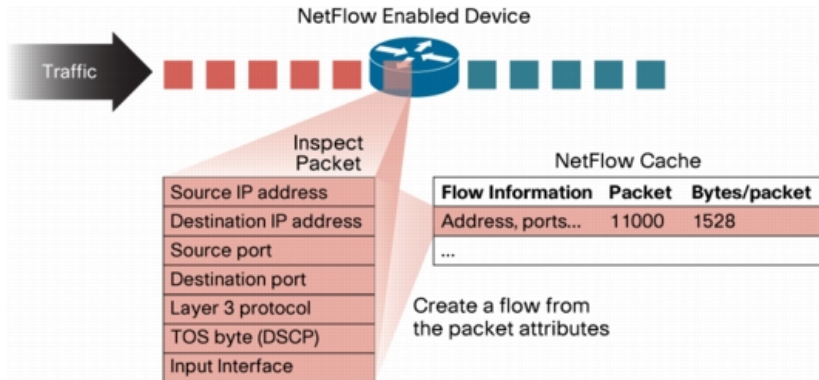 NetFlow Enabled Device
Traffic
Inspect
Packet
Source IP address
Destination IP address
Source port
Destination port
Layer 3 protocol
TOS byte (DSCP)
Input Interface
NetFlow Cache
Flow Information Packet Bytes/packet
Address, ports... 11000 1528
...
Create a flow from
the packet attributes